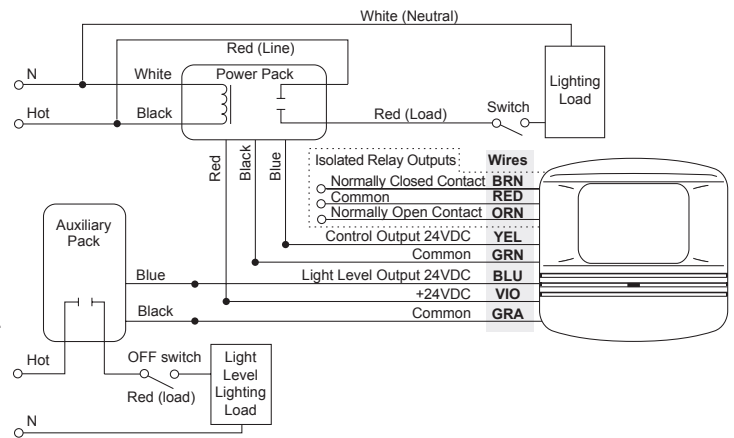 White (Neutral)
Red (Line)
N
White
Power Pack
Hot
Black
Red (Load)
Switch
Lighting
Load
Red
Black
Blue
Isolated Relay Outputs
Wires
Normally Closed Contact BRN
Common RED
Normally Open Contact ORN
Control Output 24VDC YEL
Common GRN
Light Level Output 24VDC BLU
+24VDC VIO
Common GRA
Auxiliary
Pack
Blue
Black
Hot
OFF switch
Red (load)
Light
Level
Lighting
Load
N